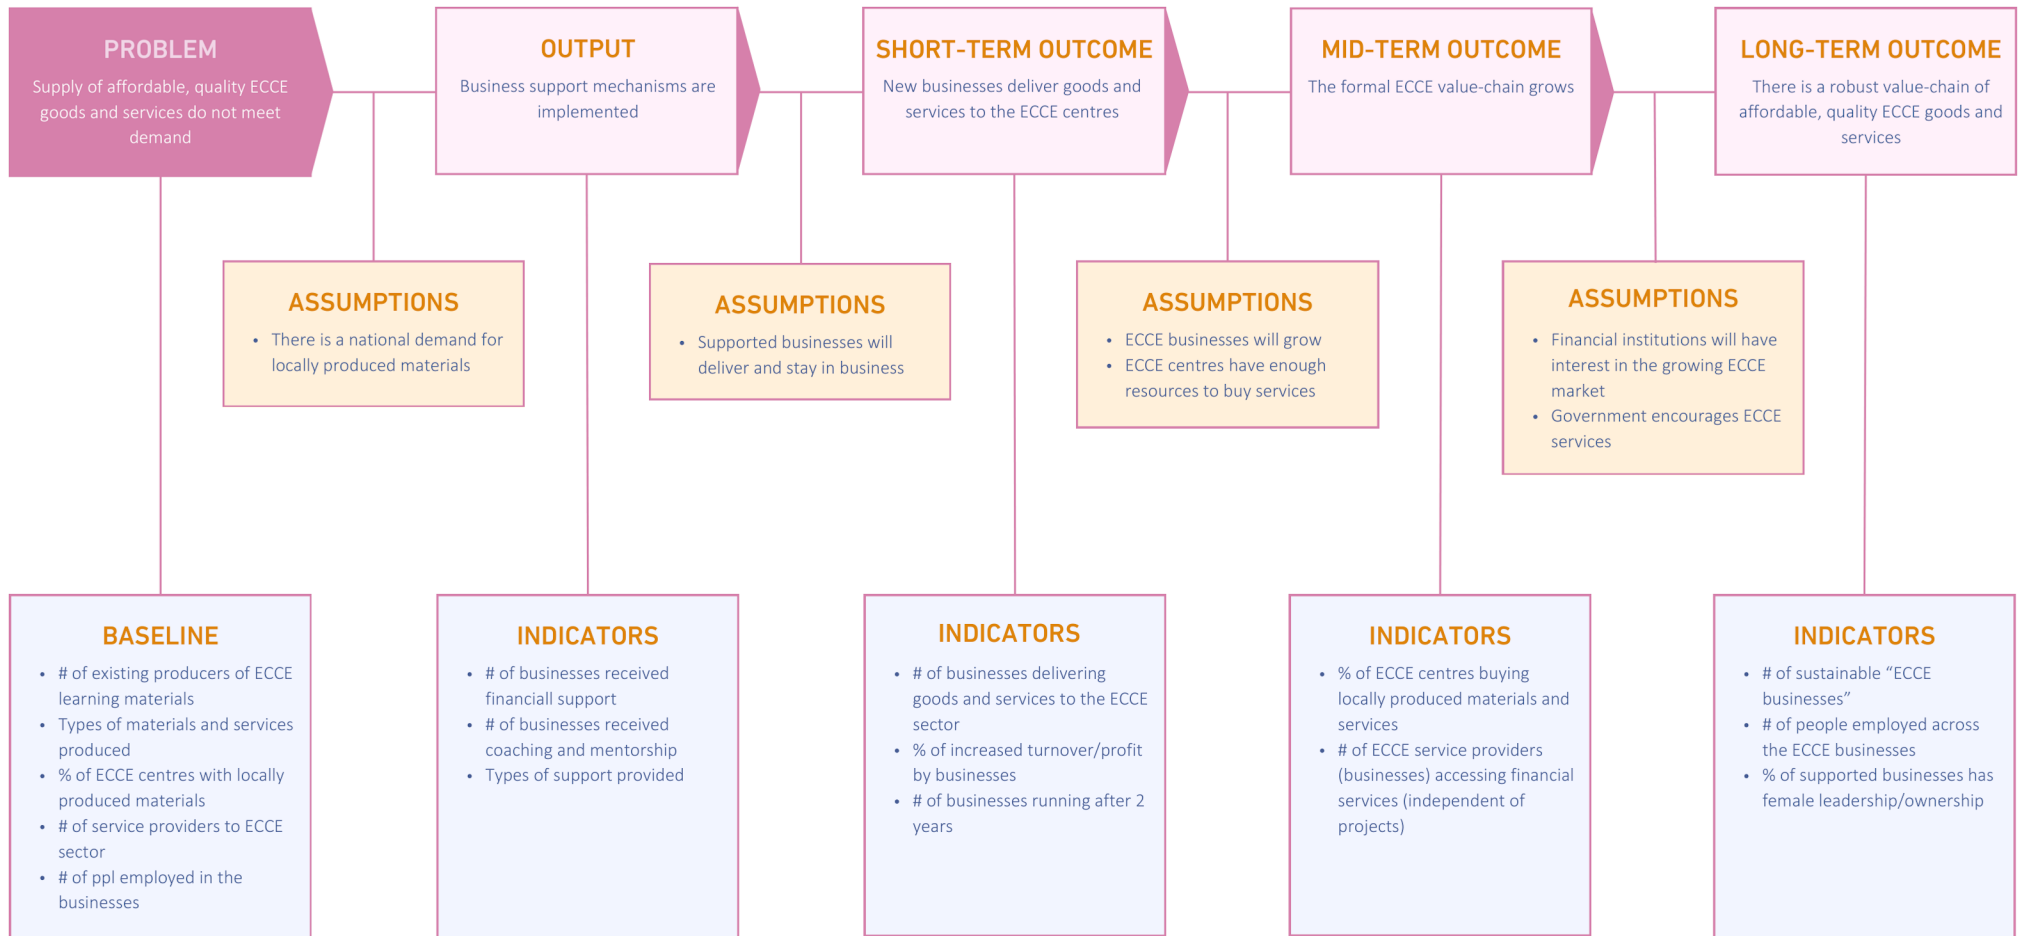 PROBLEM
Supply of affordable, quality ECCE
goods and services do not meet
demand
OUTPUT
Business support mechanisms are
implemented
SHORT-TERM OUTCOME
New businesses deliver goods and
services to the ECCE centres
MID-TERM OUTCOME
The formal ECCE value-chain grows
LONG-TERM OUTCOME
There is a robust value-chain of
affordable, quality ECCE goods and
services
ASSUMPTIONS
• There is a national demand for
locally produced materials
ASSUMPTIONS
• Supported businesses will
deliver and stay in business
ASSUMPTIONS
• ECCE businesses will grow
• ECCE centres have enough
resources to buy services
ASSUMPTIONS
• Financial institutions will have
interest in the growing ECCE
market
• Government encourages ECCE
services
BASELINE
• # of existing producers of ECCE
learning materials
• Types of materials and services
produced
• % of ECCE centres with locally
produced materials
• # of service providers to ECCE
sector
• # of ppl employed in the
businesses
INDICATORS
• # of businesses received
financiall support
• # of businesses received
coaching and mentorship
• Types of support provided
INDICATORS
• # of businesses delivering
goods and services to the ECCE
sector
• % of increased turnover/profit
by businesses
• # of businesses running after 2
years
INDICATORS
• % of ECCE centres buying
locally produced materials and
services
• # of ECCE service providers
(businesses) accessing financial
services (independent of
projects)
INDICATORS
• # of sustainable “ECCE
businesses”
• # of people employed across
the ECCE businesses
• % of supported businesses has
female leadership/ownership